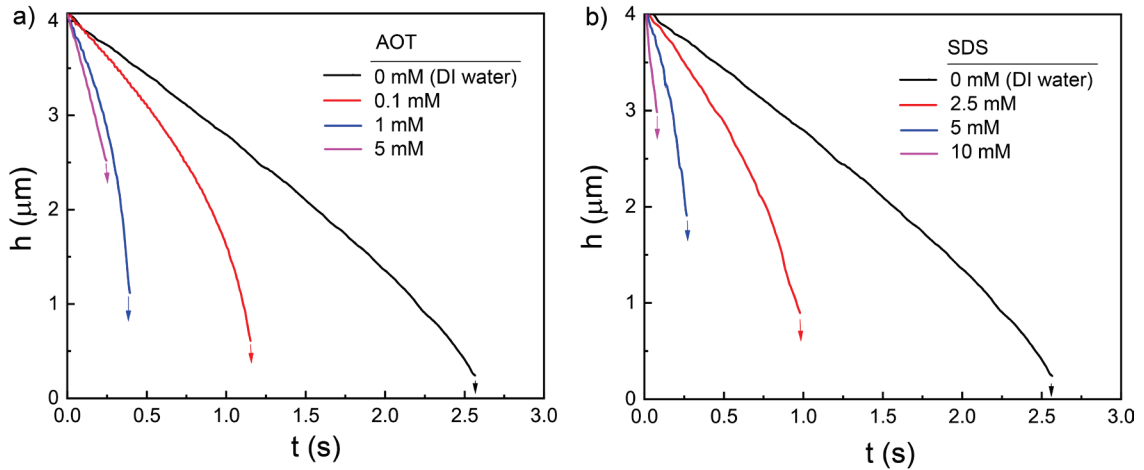 a)
AOT
0 mM (DI water)
0.1 mM
1 mM
5 mM
h (μm)
4
3
2
1
0
0.0 0.5 1.0 1.5 2.0 2.5 3.0
t (s)
b)
SDS
0 mM (DI water)
2.5 mM
5 mM
10 mM
h (μm)
4
3
2
1
0
0.0 0.5 1.0 1.5 2.0 2.5 3.0
t (s)